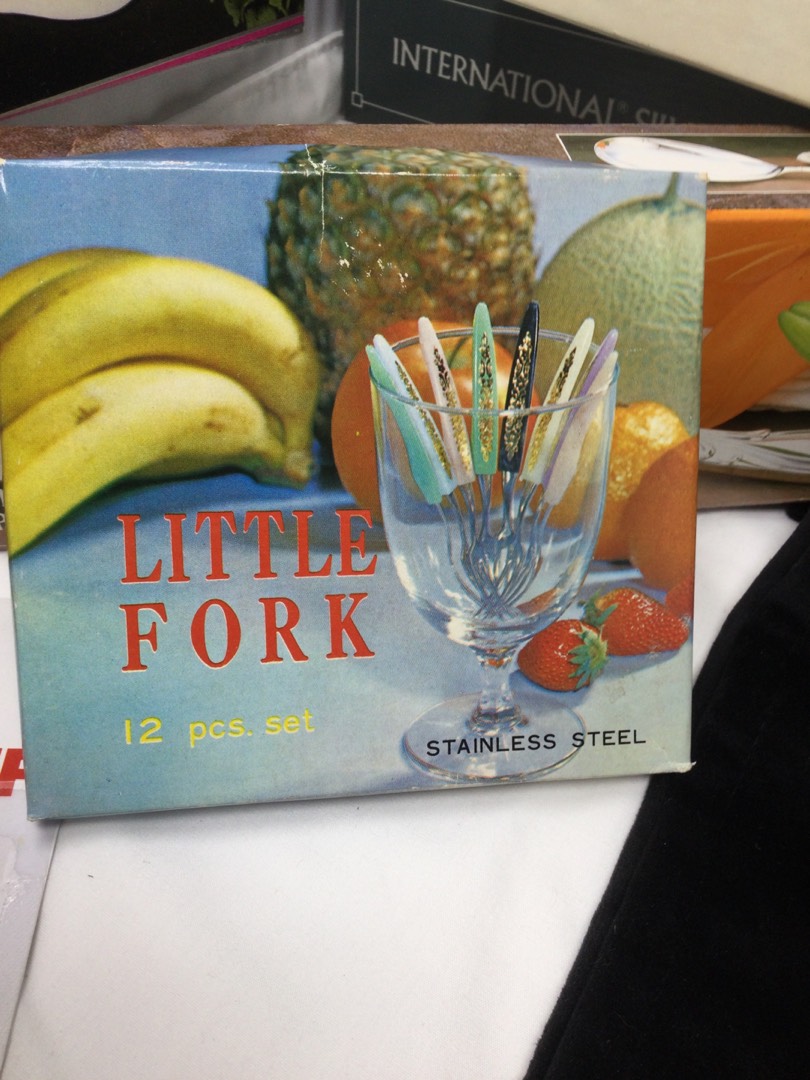 INTERNATIONAL®
LITTLE
FORK
12 pcs. set
STAINLESS STEEL